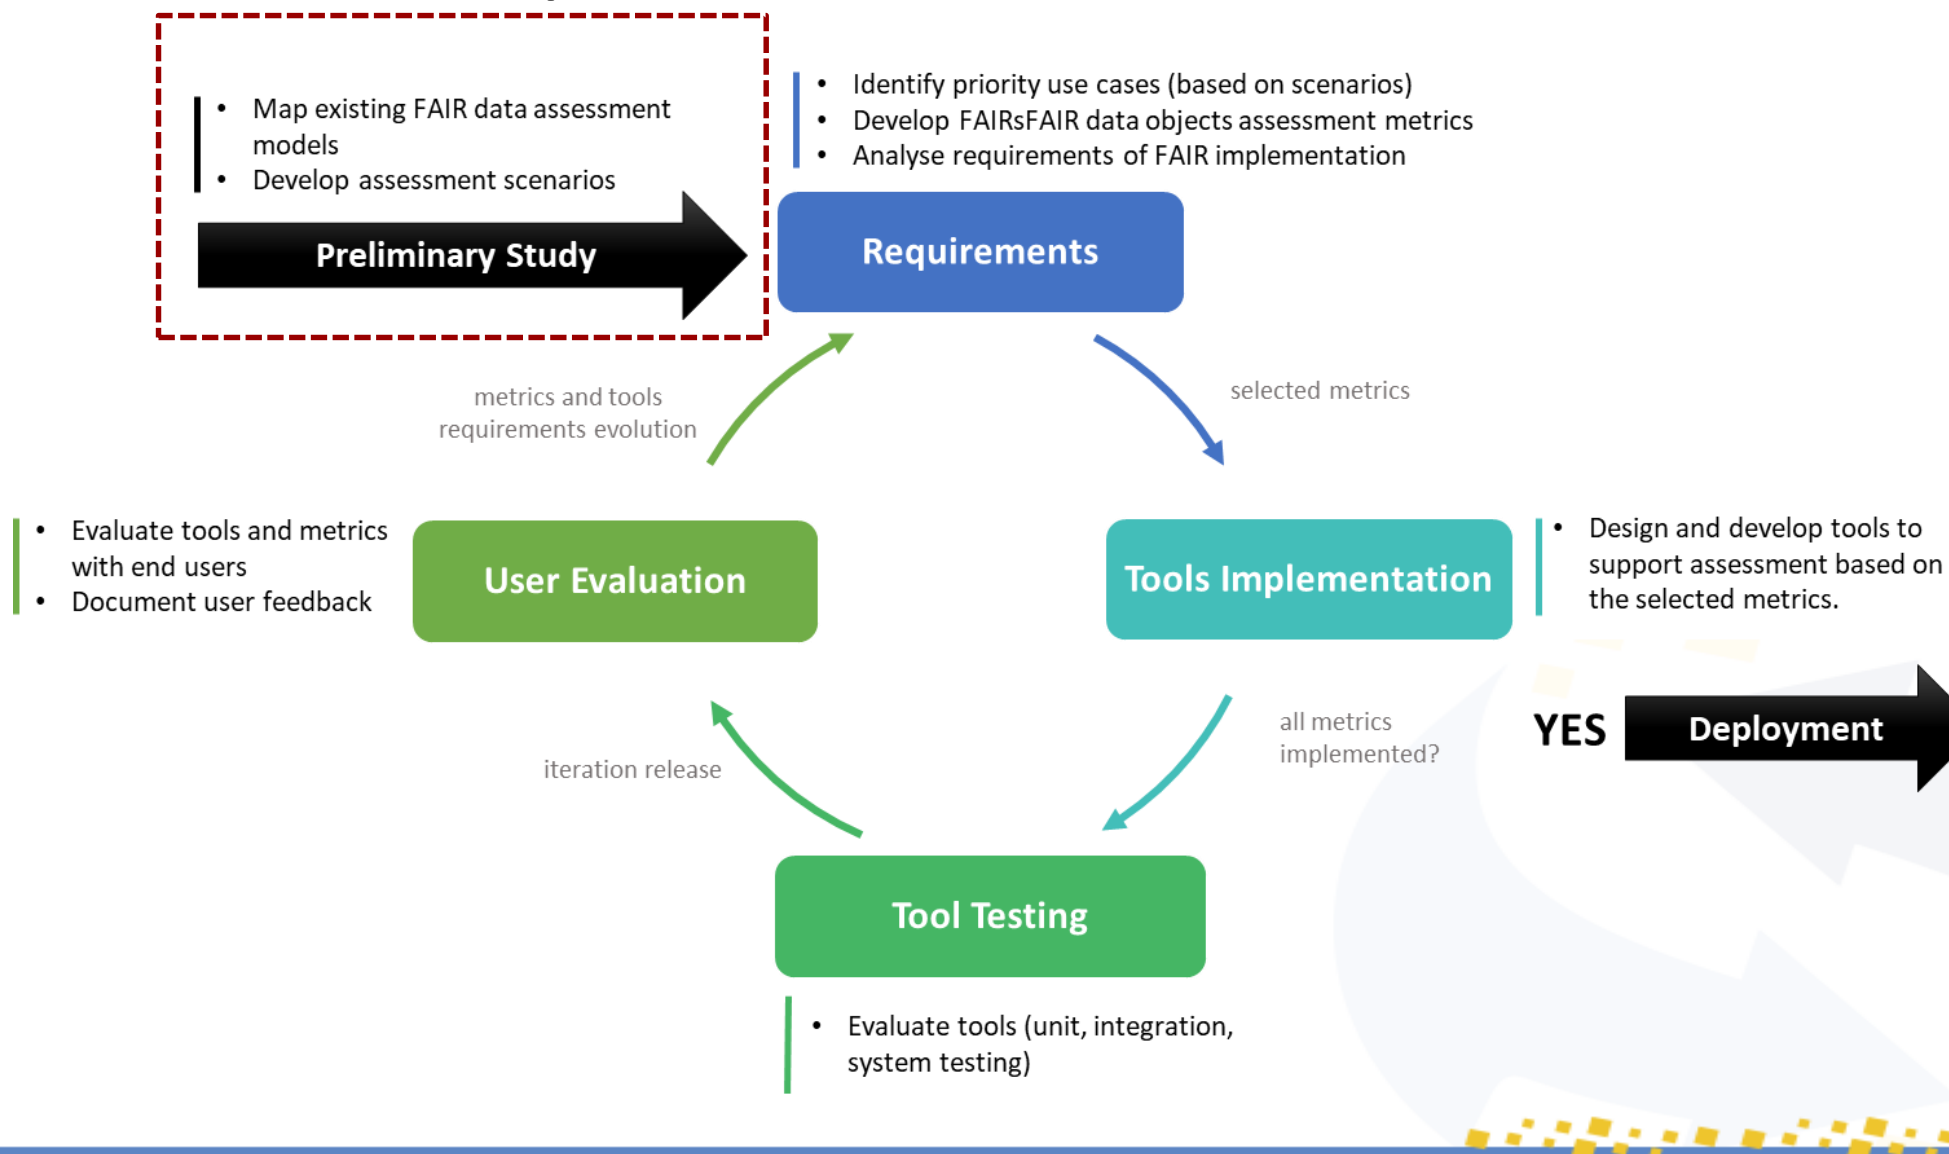 • Map existing FAIR data assessment
models
• Develop assessment scenarios
Preliminary Study
• Identify priority use cases (based on scenarios)
• Develop FAIRsFAIR data objects assessment metrics
• Analyse requirements of FAIR implementation
Requirements
metrics and tools
requirements evolution
selected metrics
• Evaluate tools and metrics
with end users
• Document user feedback
User Evaluation
Tools Implementation
• Design and develop tools to
support assessment based on
the selected metrics.
iteration release
all metrics
implemented?
YES
Deployment
Tool Testing
• Evaluate tools (unit, integration,
system testing)